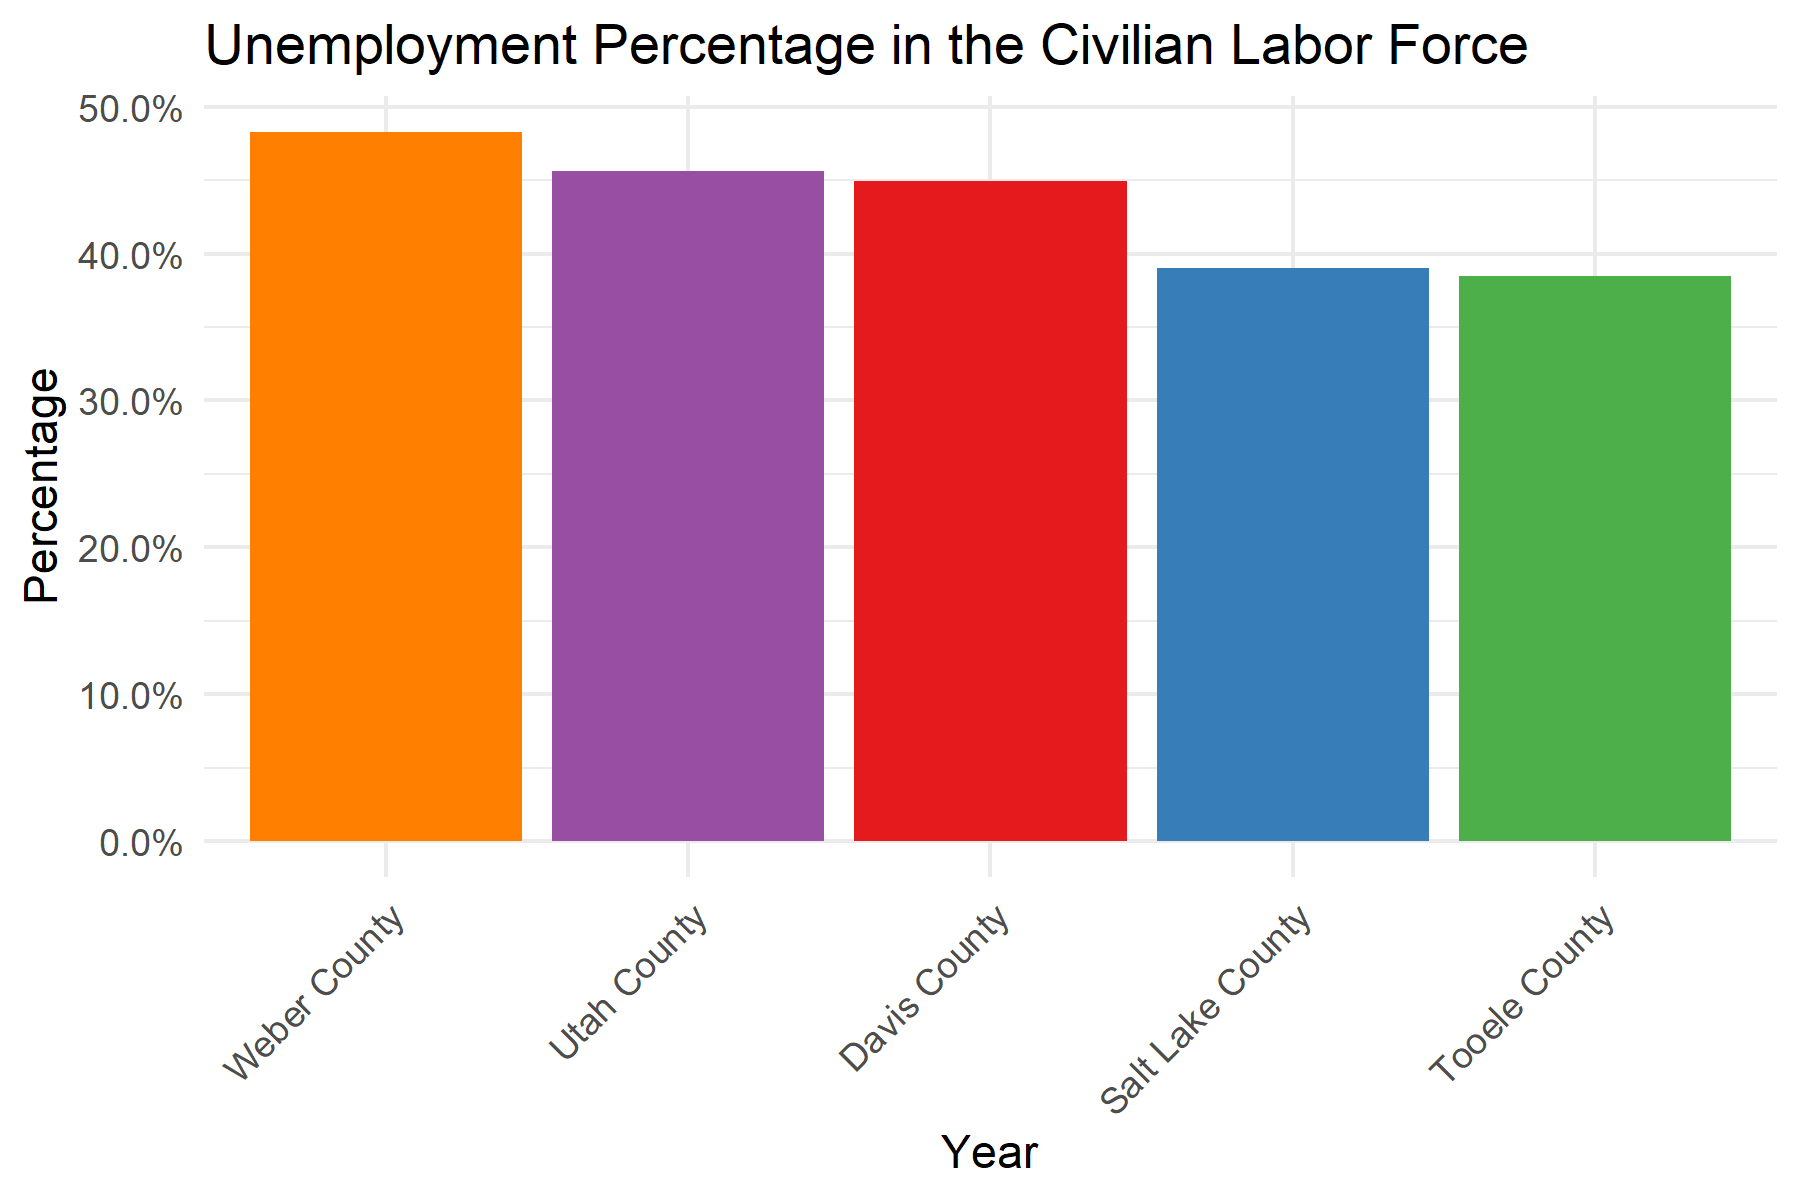 Unemployment Percentage in the Civilian Labor Force
Percentage
50.0%
40.0%
30.0%
20.0%
10.0%
0.0%
Weber County
Utah County
Davis County
Salt Lake County
Tooele County
Year